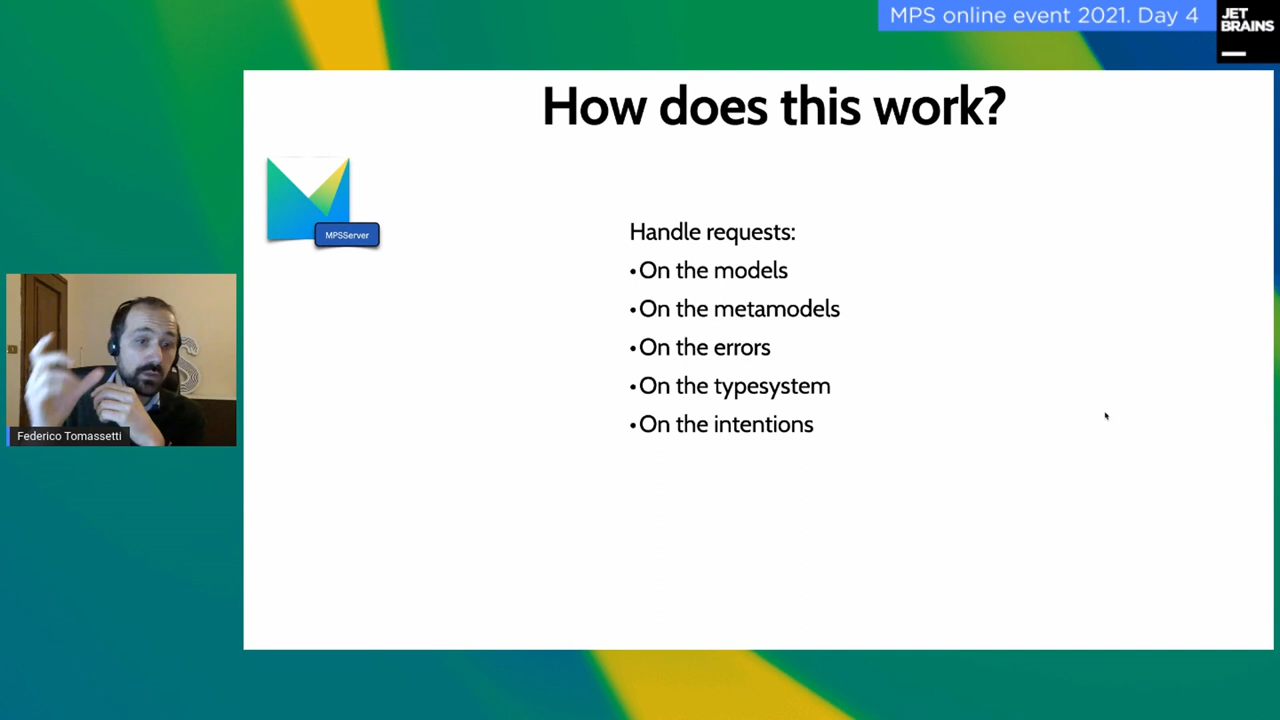 MPS online event 2021. Day 4
JET
BRAINS
How does this work?
MPSServer
Handle requests:
•On the models
•On the metamodels
•On the errors
•On the typesystem
•On the intentions
Federico Tomassetti